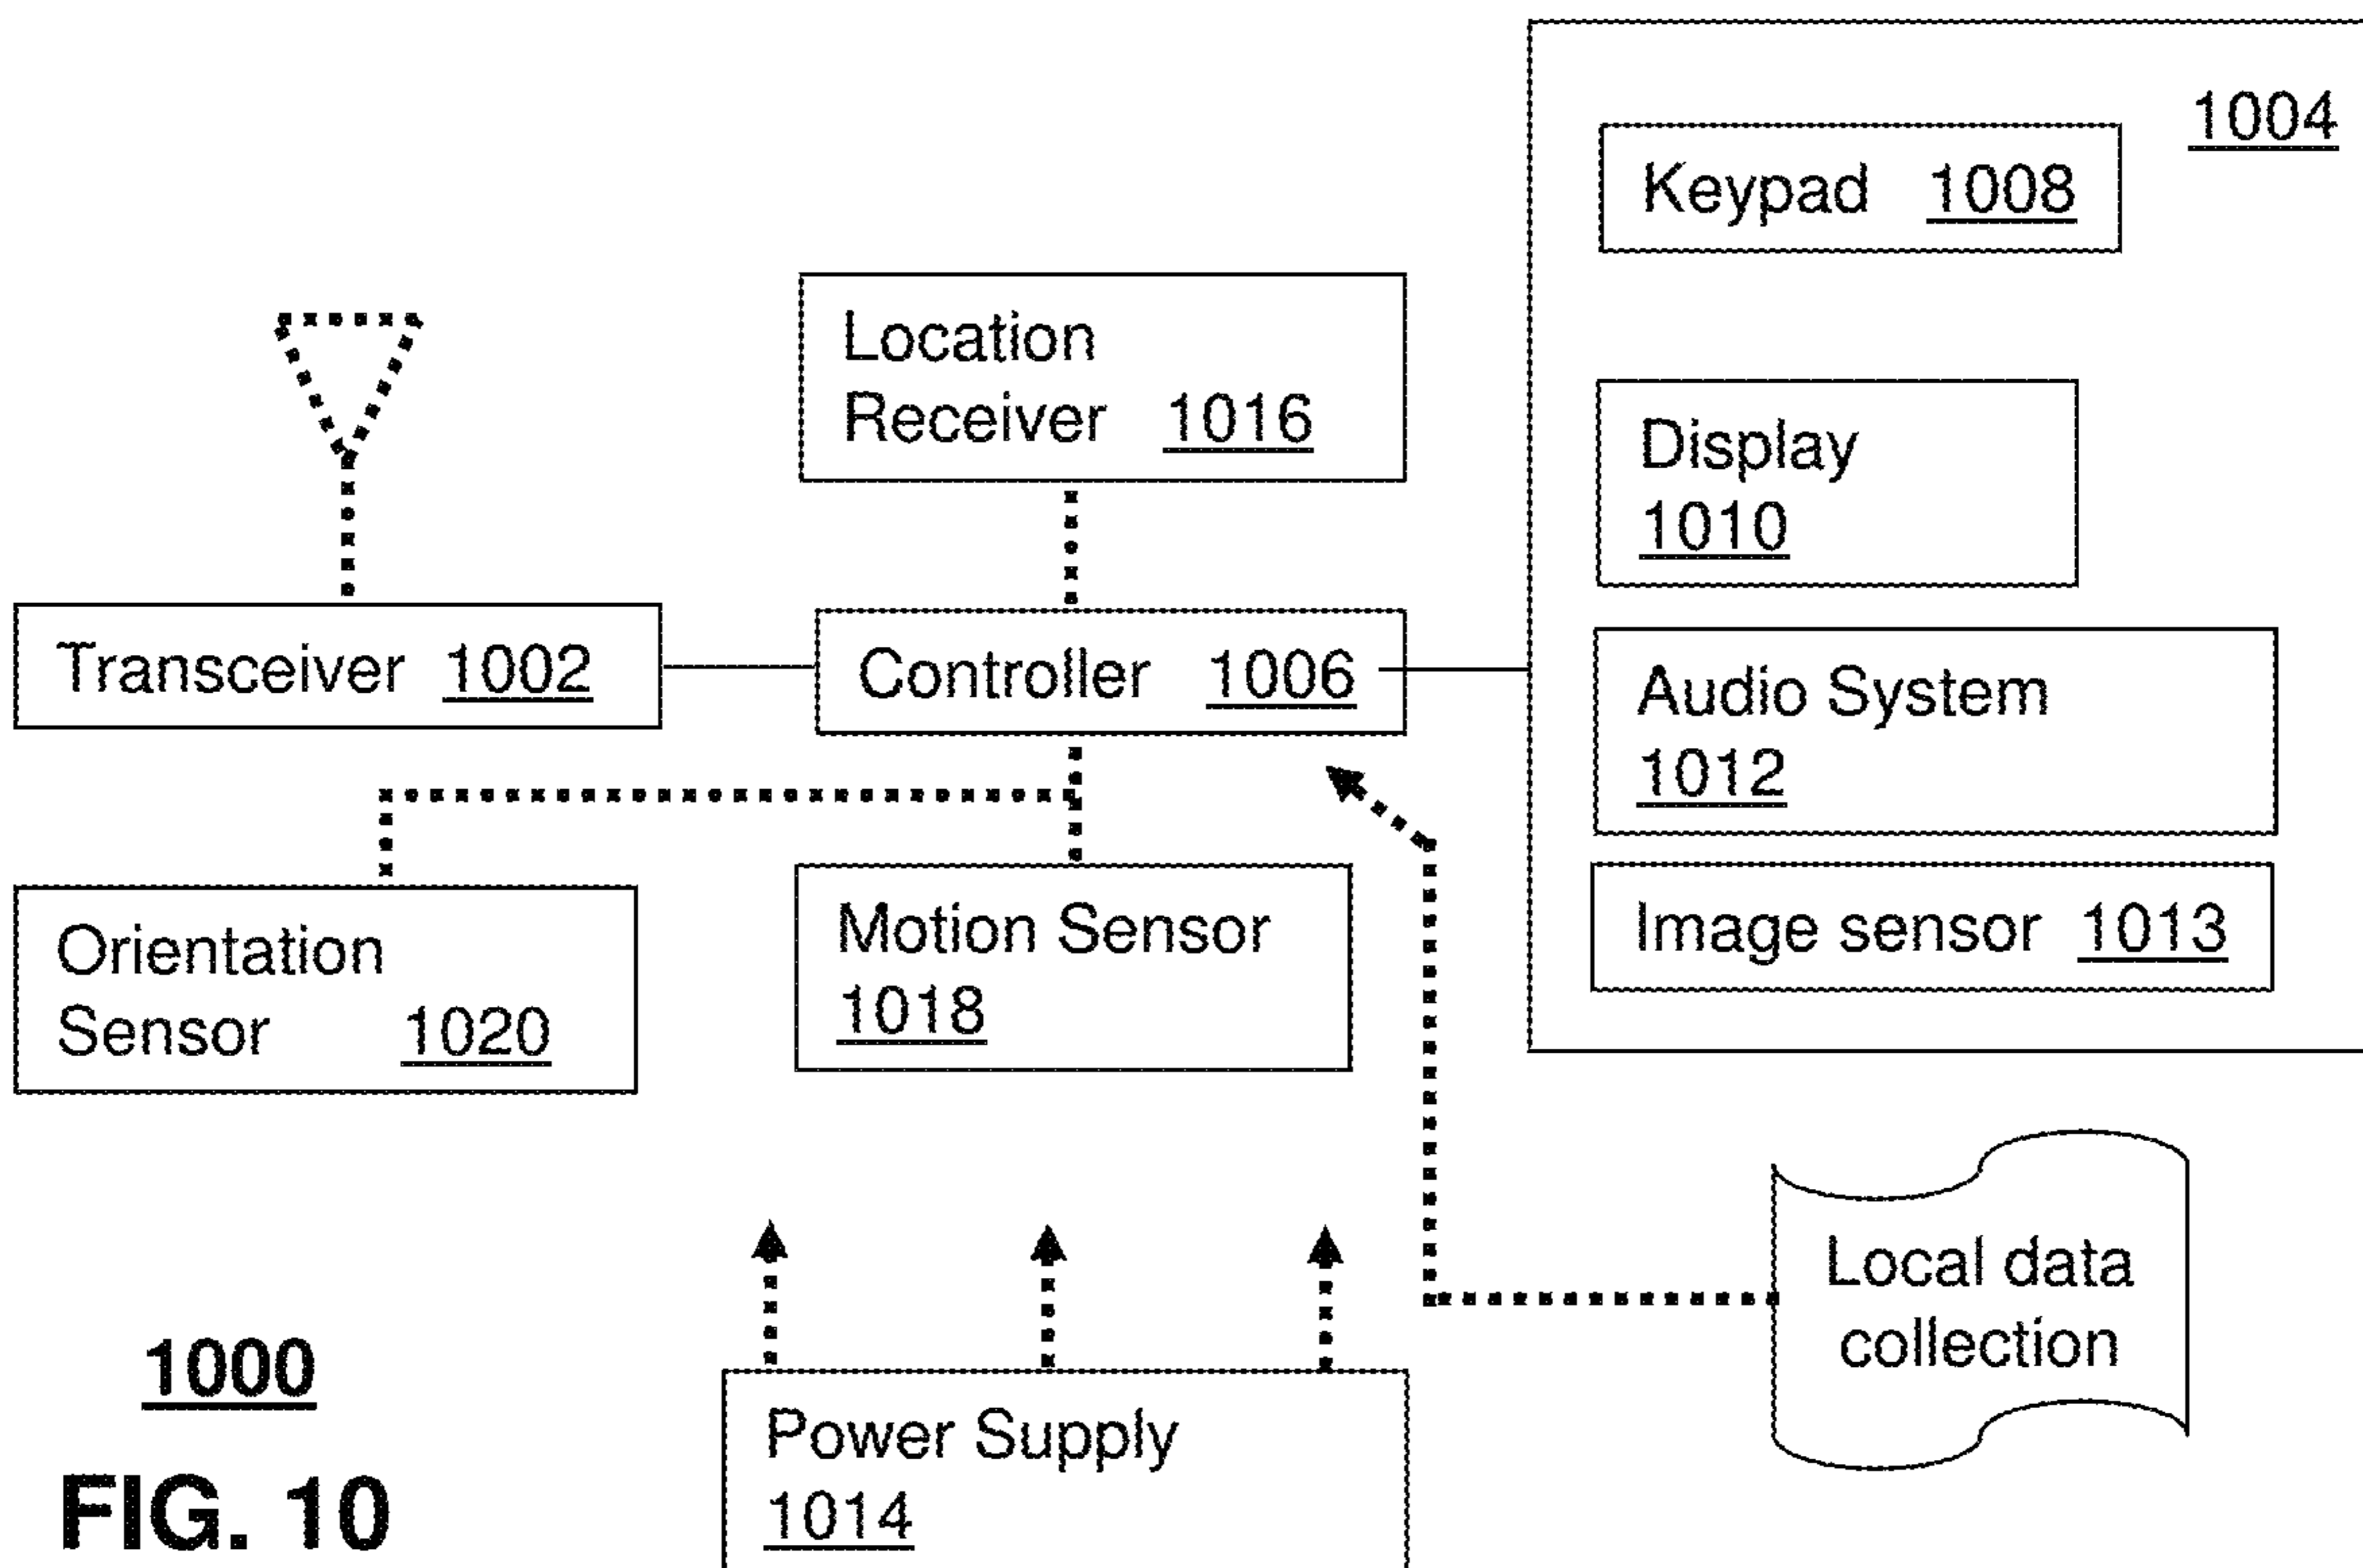 1004
Keypad 1008
Location
Receiver 1016
Display
1010
Transceiver 1002
Controller 1006
Audio System
1012
Image sensor 1013
Orientation
Sensor 1020
Motion Sensor
1018
Local data
collection
Power Supply
1014
1000
FIG. 10